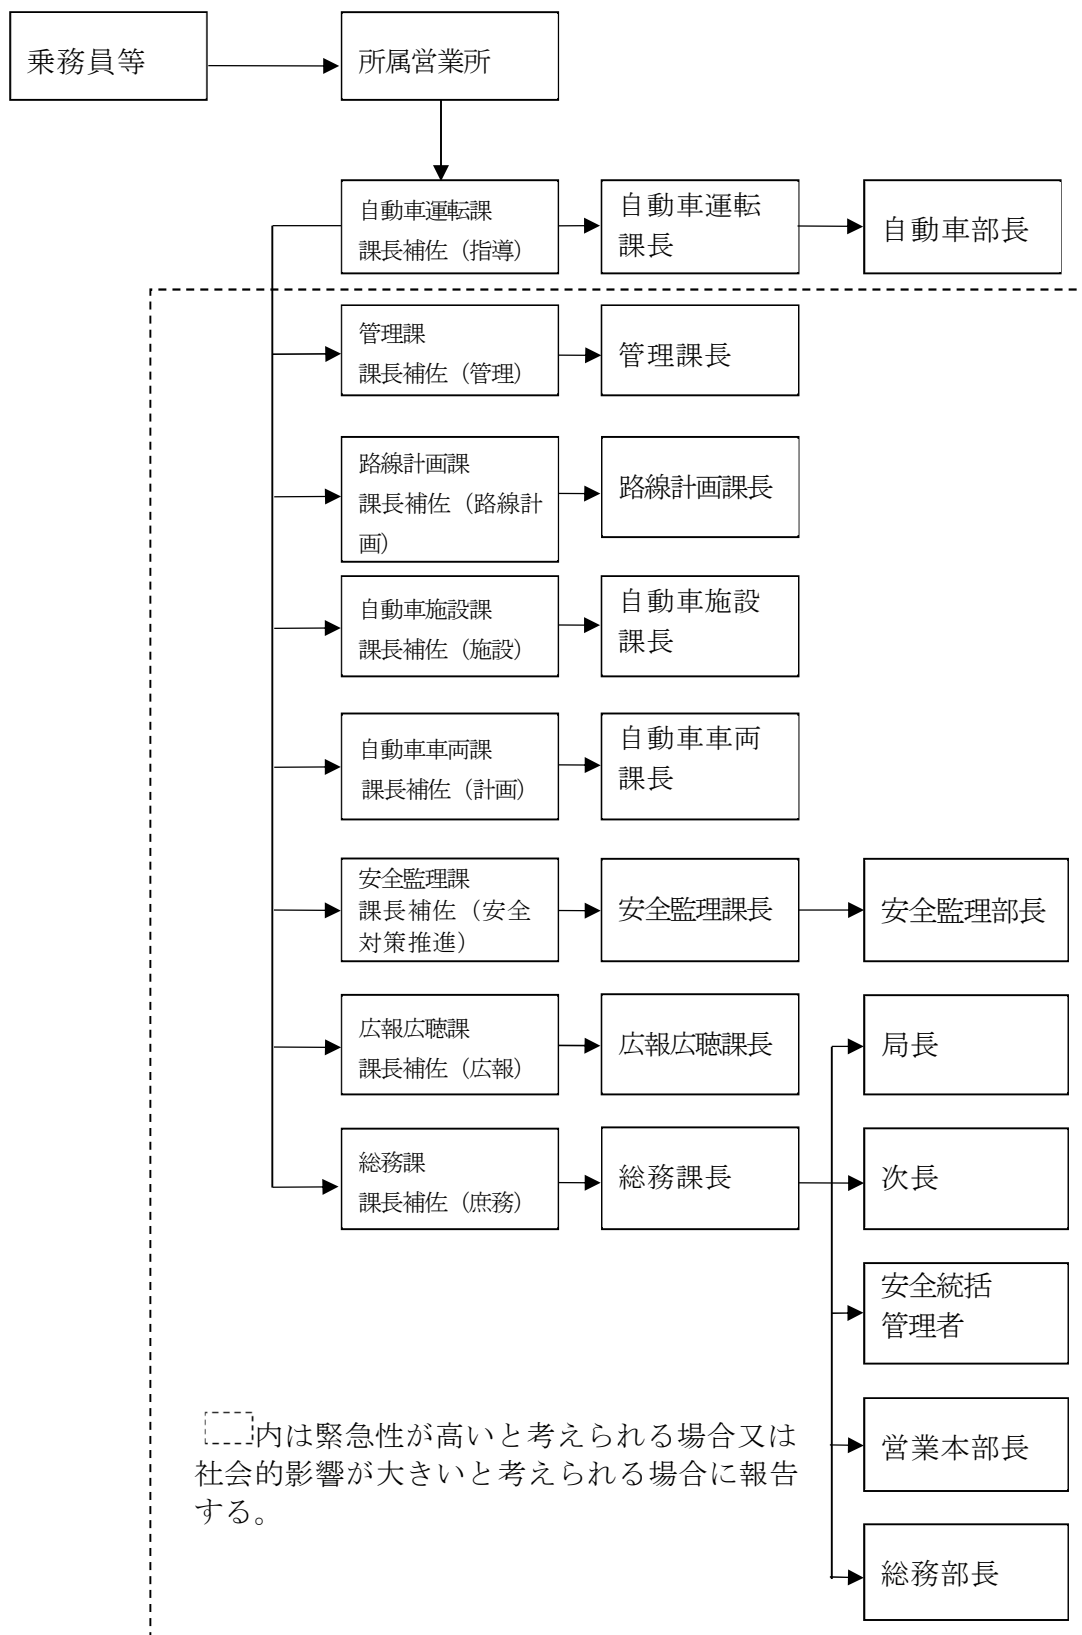 乗務員等
所属営業所
自動車運転課
課長補佐（指導）
自動車運転
課長
自動車部長
管理課
課長補佐（管理）
管理課長
路線計画課
課長補佐（路線計
画）
路線計画課長
自動車施設課
課長補佐（施設）
自動車施設
課長
自動車車両課
課長補佐（計画）
自動車車両
課長
安全監理課
課長補佐（安全
対策推進）
安全監理課長
安全監理部長
広報広聴課
課長補佐（広報）
広報広聴課長
局長
総務課
課長補佐（庶務）
総務課長
次長
安全統括
管理者
営業本部長
総務部長
内は緊急性が高いと考えられる場合又は
社会的影響が大きいと考えられる場合に報告
する。